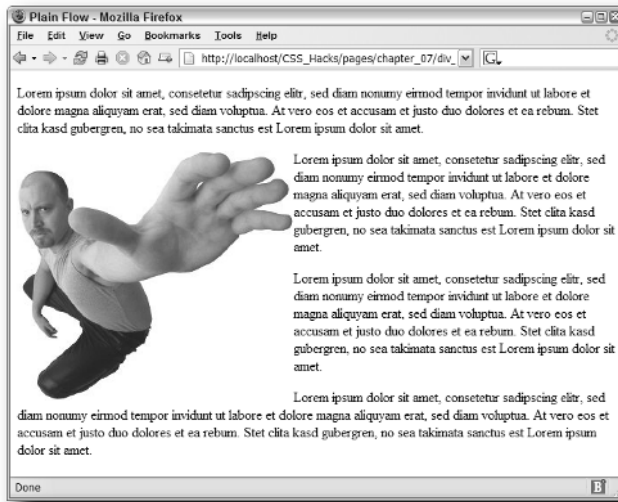 Plain Flow - Mozilla Firefox
File Edit View Go Bookmarks Tools Help
http://localhost/CSS_Hacks/pages/chapter_07/div_
G
Lorem ipsum dolor sit amet, consetetur sadipscing elitr, sed diam nonumy eirmod tempor invidunt ut labore et
dolore magna aliquyam erat, sed diam voluptua. At vero eos et accusam et justo duo dolores et ea rebum. Stet
clita kasd gubergren, no sea takimata sanctus est Lorem ipsum dolor sit amet.
Lorem ipsum dolor sit amet, consetetur sadipscing elitr, sed
diam nonumy eirmod tempor invidunt ut labore et dolore
magna aliquyam erat, sed diam voluptua. At vero eos et
accusam et justo duo dolores et ea rebum. Stet clita kasd
gubergren, no sea takimata sanctus est Lorem ipsum dolor sit
amet.
Lorem ipsum dolor sit amet, consetetur sadipscing elitr, sed
diam nonumy eirmod tempor invidunt ut labore et dolore
magna aliquyam erat, sed diam voluptua. At vero eos et
accusam et justo duo dolores et ea rebum. Stet clita kasd
gubergren, no sea takimata sanctus est Lorem ipsum dolor sit
amet.
Lorem ipsum dolor sit amet, consetetur sadipscing elitr, sed
diam nonumy eirmod tempor invidunt ut labore et dolore magna aliquyam erat, sed diam voluptua. At vero eos et
accusam et justo duo dolores et ea rebum. Stet clita kasd gubergren, no sea takimata sanctus est Lorem ipsum
dolor sit amet.
Done